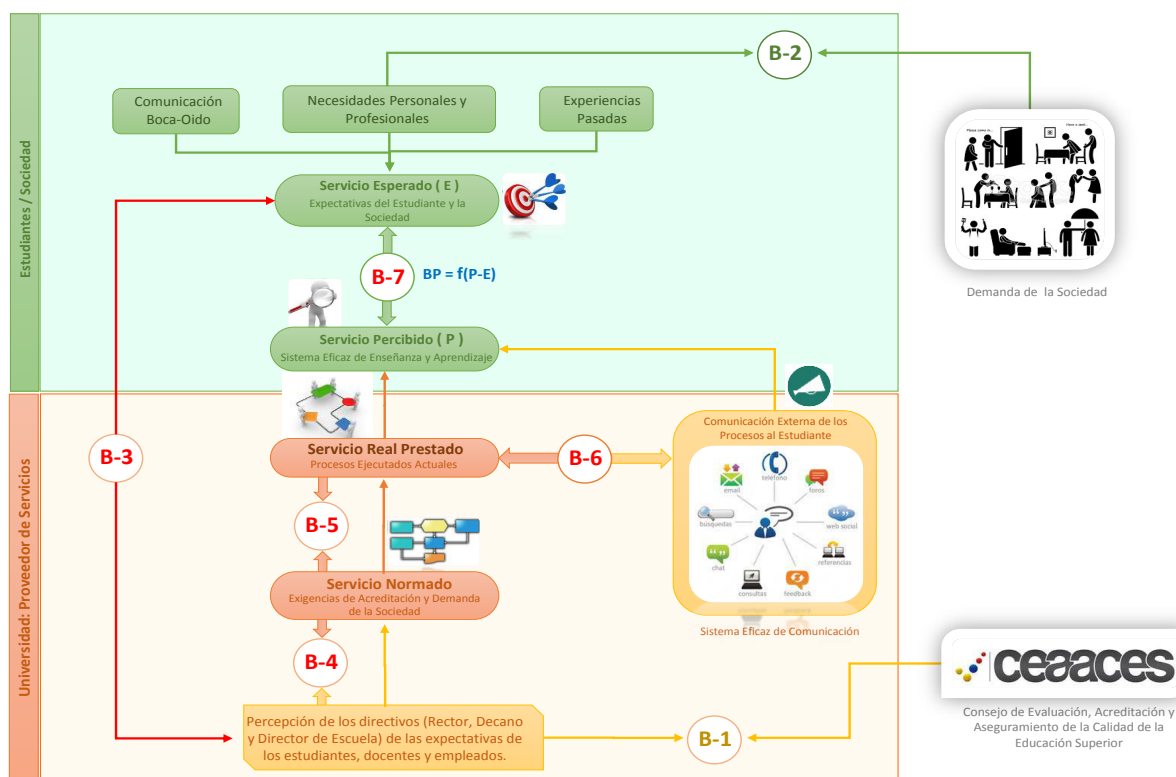 B-2
Comunicación
Boca-Oido
Necesidades Personales y
Profesionales
Experiencias
Pasadas
Estudiantes / Sociedad
Servicio Esperado ( E )
Expectativas del Estudiante y la
Sociedad
B-7
BP = f(P-E)
Servicio Percibido ( P )
Sistema Eficaz de Enseñanza y Aprendizaje
Demanda de la Sociedad
Universidad: Proveedor de Servicios
B-3
Servicio Real Prestado
Procesos Ejecutados Actuales
B-6
Comunicación Externa de los
Procesos al Estudiante
teléfono
email
foros
búsquedas
web social
chat
referencias
consultas
feedback
Sistema Eficaz de Comunicación
B-5
Servicio Normado
Exigencias de Acreditación y Demanda
de la Sociedad
B-4
Percepción de los directivos (Rector, Decano
y Director de Escuela) de las expectativas de
los estudiantes, docentes y empleados.
B-1
ceaaces
Consejo de Evaluación, Acreditación y
Aseguramiento de la Calidad de la
Educación Superior